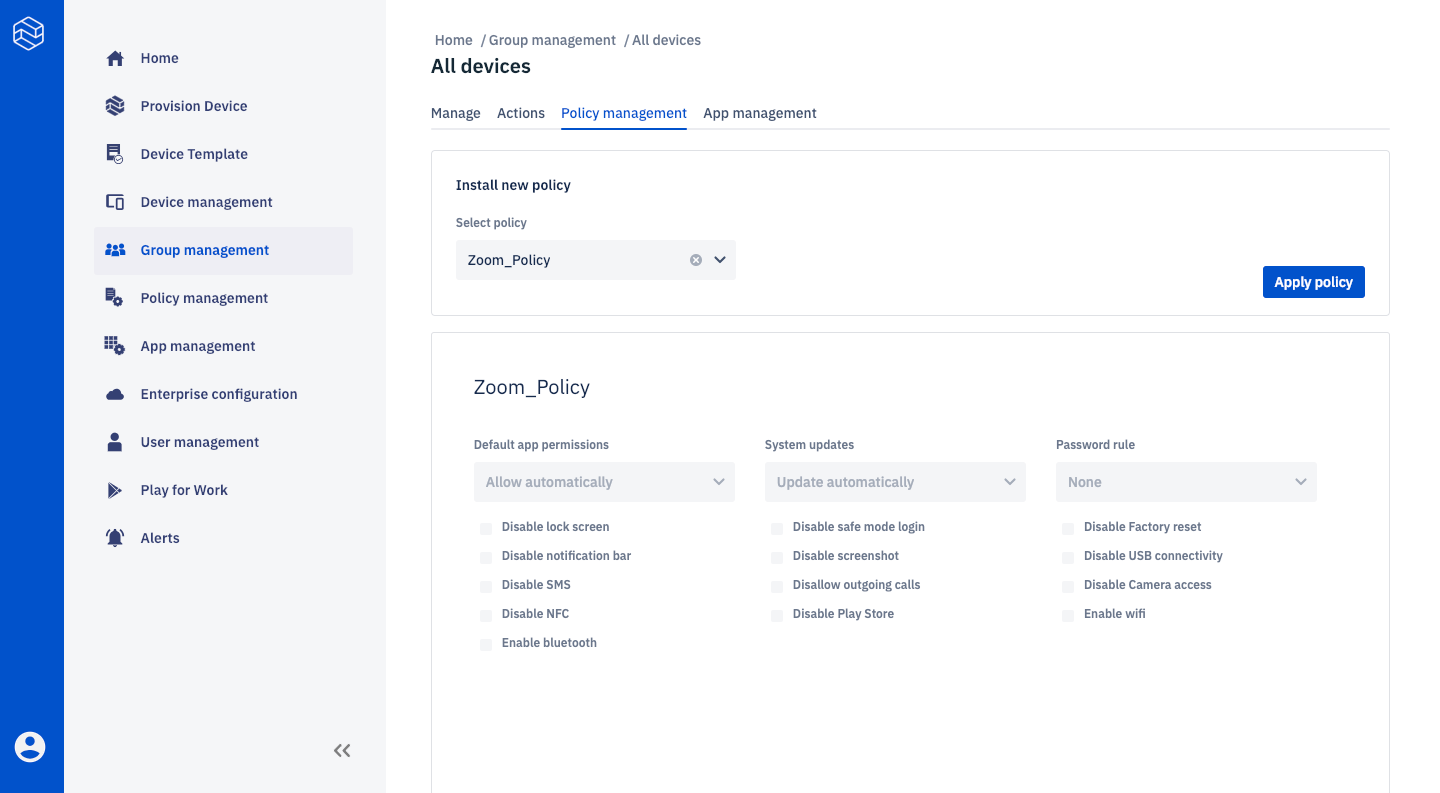 Home
Provision Device
Device Template
Device management
Group management
Policy management
App management
Enterprise configuration
User management
Play for Work
Alerts
Home / Group management / All devices
All devices
Manage Actions Policy management App management
Install new policy
Select policy
Zoom_Policy
Apply policy
Zoom_Policy
Default app permissions System updates Password rule
Allow automatically Update automatically None
Disable lock screen Disable safe mode login Disable Factory reset
Disable notification bar Disable screenshot Disable USB connectivity
Disable SMS Disallow outgoing calls Disable Camera access
Disable NFC Disable Play Store Enable wifi
Enable bluetooth